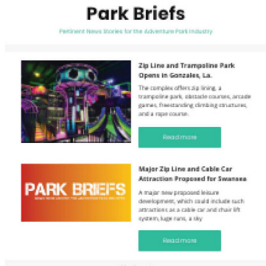 Park Briefs
Pertinent News Stories for the Adventure Park Industry
Zip Line and Trampoline Park
Opens in Gonzales, La.
The complex offers zip lining, a
trampoline park, obstacle courses, arcade
games, freestanding climbing structures,
and a rope course.
Read more
Major Zip Line and Cable Car
Attraction Proposed for Swansea
PARK BRIEFS
A major new proposed leisure
development, which could include such
attractions as a cable car and chair lift
system, luge runs, a sky
Read more